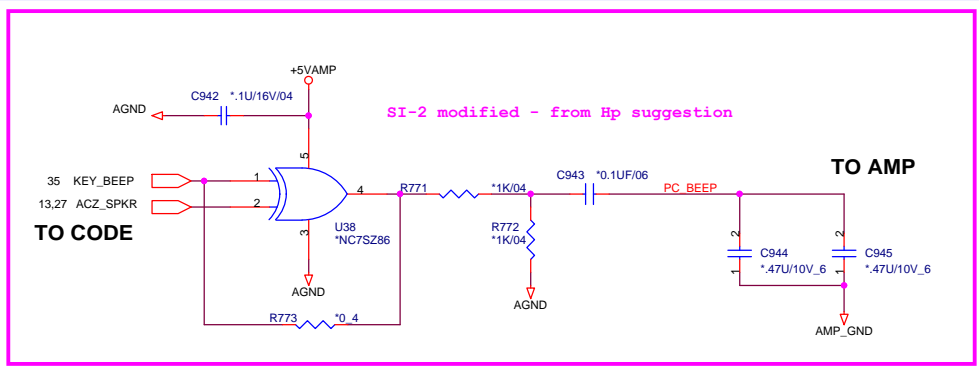 +5VAMP
C942 *.1U/16V/04
AGND
SI-2 modified - from Hp suggestion
5
35 KEY_BEEP
1
4
13,27 ACZ_SPKR
2
TO CODE
3
U38
*NC7SZ86
AGND
R771
*1K/04
R772
*1K/04
AGND
C943 *0.1UF/06
PC_BEEP
TO AMP
2
C944
1
*.47U/10V_6
2
C945
1
*.47U/10V_6
AMP_GND
R773
*0_4